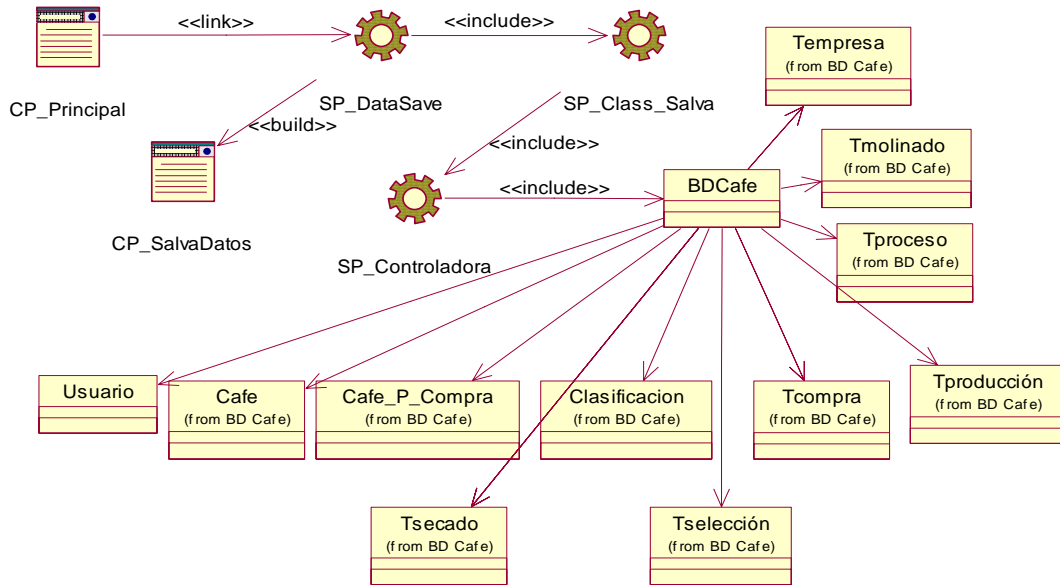 <<link>>
<<include>>
CP_Principal
SP_DataSave
SP_Class_Salva
Tempresa
(from BD Cafe)
<<build>>
<<include>>
Tmolinado
(from BD Cafe)
<<include>>
BDCafe
CP_SalvaDatos
SP_Controladora
Tproceso
(from BD Cafe)
Usuario
Cafe
(from BD Cafe)
Cafe_P_Compra
(from BD Cafe)
Clasificacion
(from BD Cafe)
Tcompra
(from BD Cafe)
Tproducción
(from BD Cafe)
Tsecado
(from BD Cafe)
Tselección
(from BD Cafe)